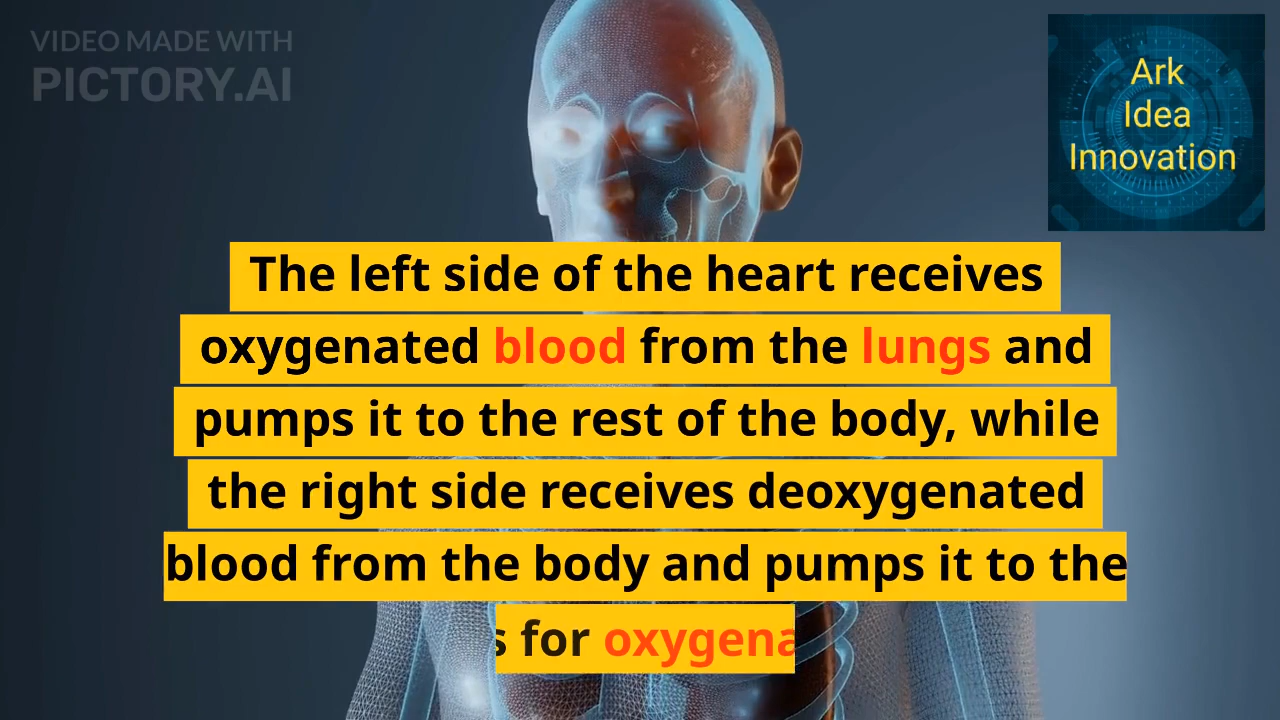 VIDEO MADE WITH
PICTORY.AI
Ark
Idea
Innovation
The left side of the heart receives
oxygenated blood from the lungs and
pumps it to the rest of the body, while
the right side receives deoxygenated
blood from the body and pumps it to the
for